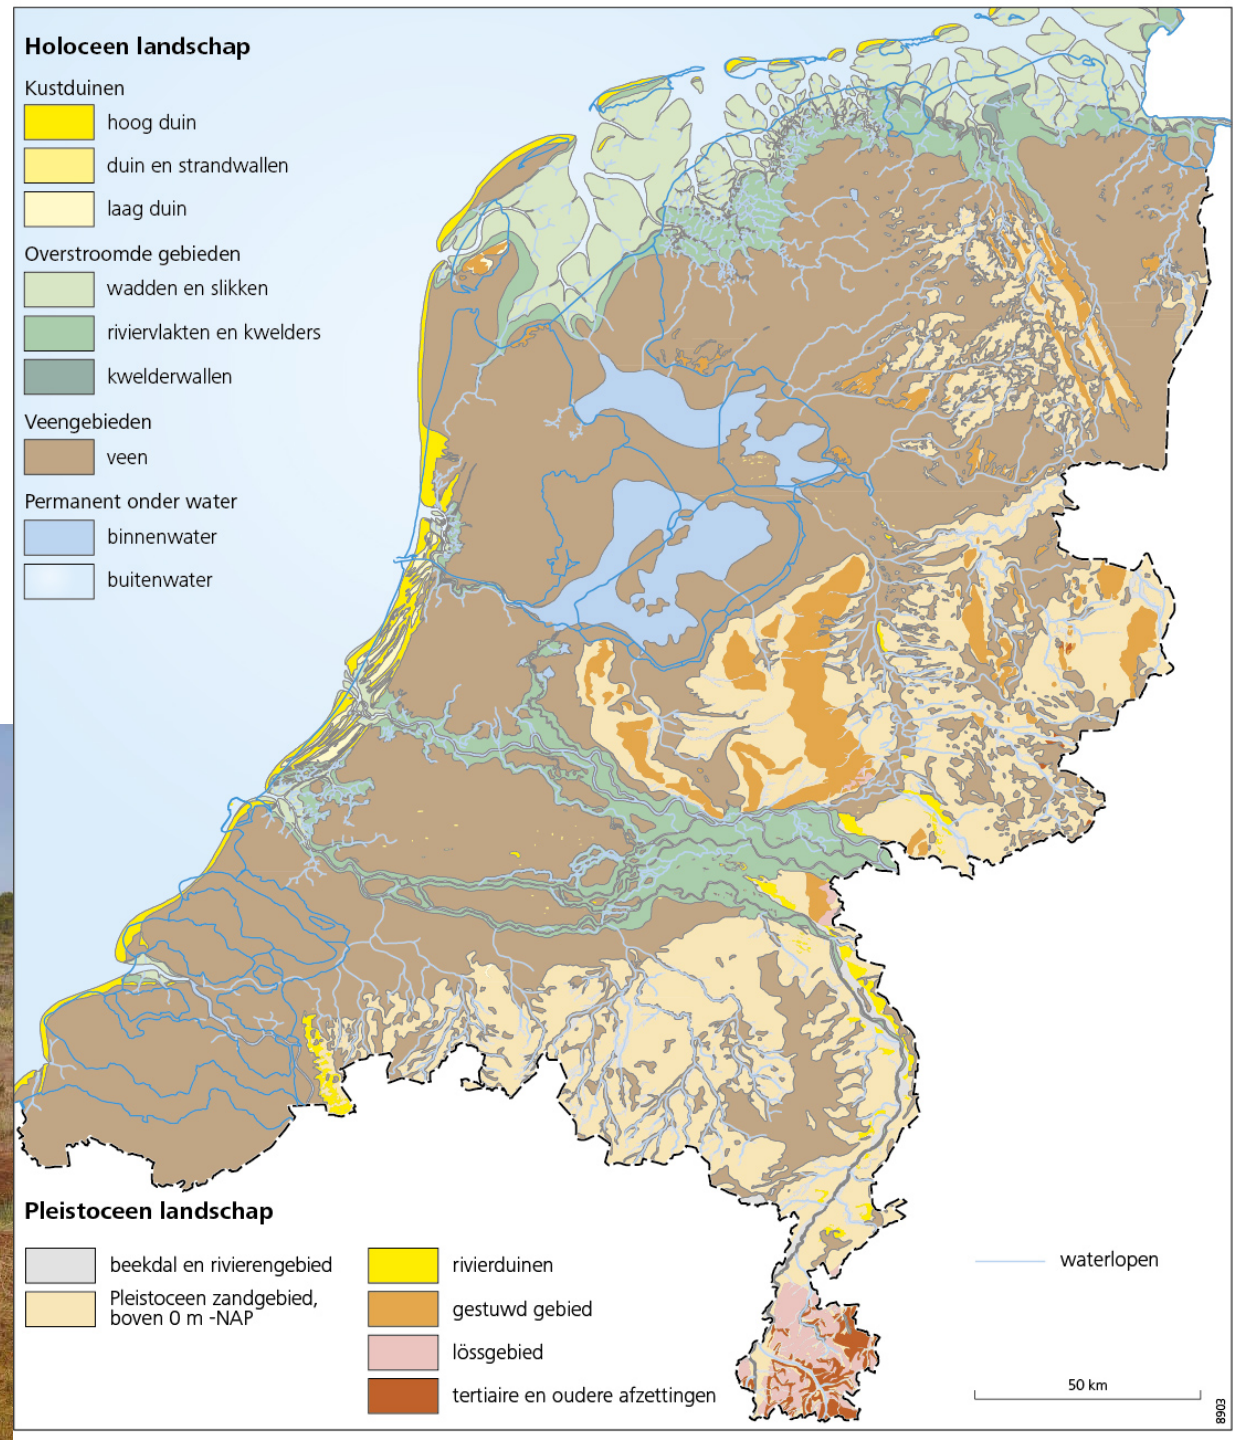 Holoceen landschap
Kustduinen
hoog duin
duin en strandwallen
laag duin
Overstroomde gebieden
wadden en slikken
riviervlakten en kwelders
kwelderwallen
Veengebieden
veen
Permanent onder water
binnenwater
buitenwater
Pleistoceen landschap
beekdal en rivierengebied
Pleistoceen zandgebied,
boven 0 m -NAP
rivierduinen
gestuwd gebied
lössgebied
tertiaire en oudere afzettingen
waterlopen
50 km
8903